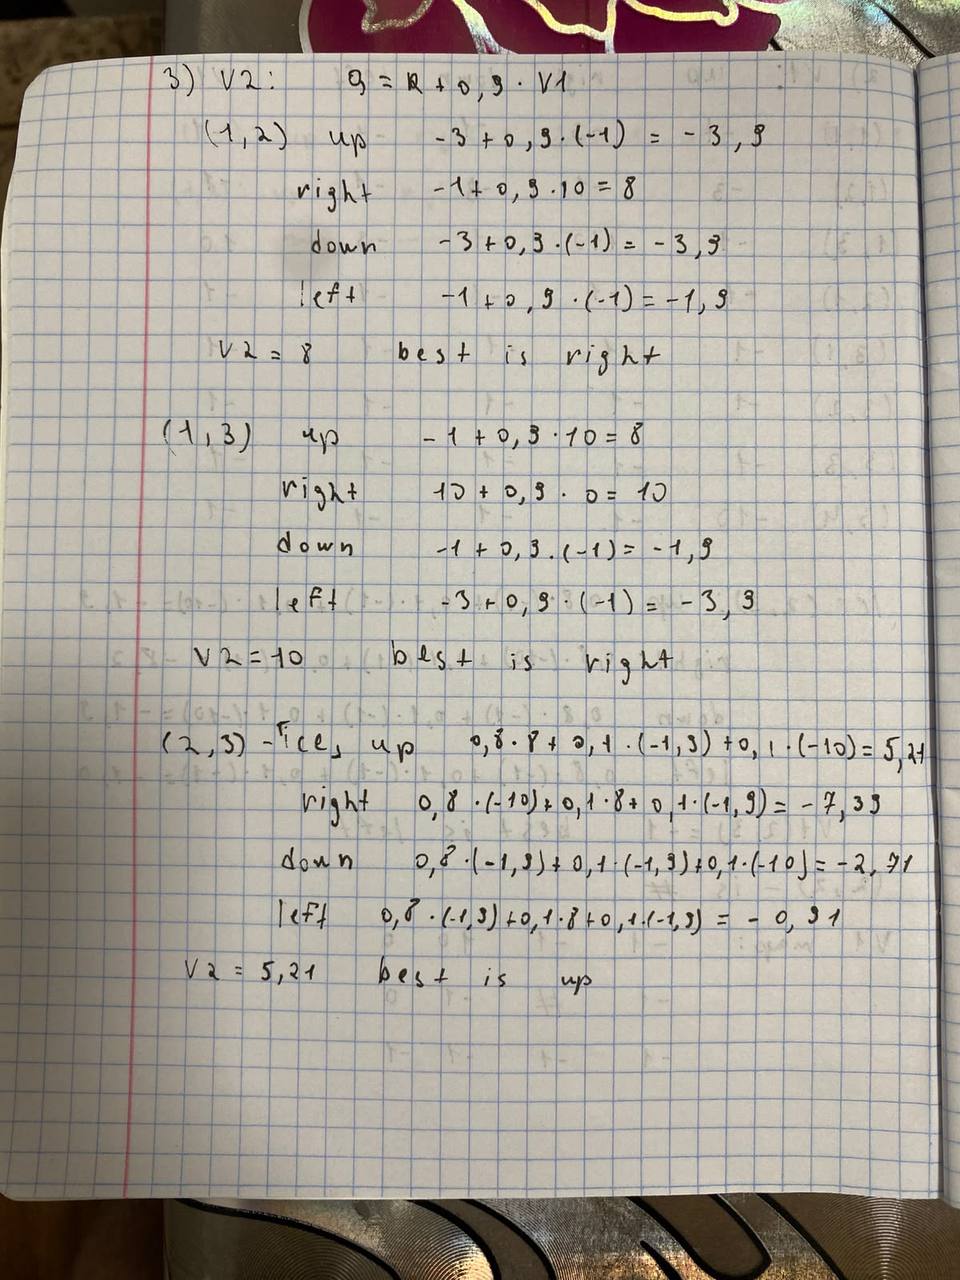 3) V2: q = R + 0,9 · V1
(1,2) up -3 + 0,9 · (-1) = -3,9
right -1 + 0,9 · 10 = 8
down -3 + 0,9 · (-1) = -3,9
left -1 + 0,9 · (-1) = -1,9
V2 = 8 best is right
(1,3) up -1 + 0,9 · 10 = 8
right 10 + 0,9 · 0 = 10
down -1 + 0,9 · (-1) = -1,9
left -3 + 0,9 · (-1) = -3,9
V2 = 10 best is right
(2,3) - ice, up 0,8 · 8 + 0,1 · (-1,9) + 0,1 · (-10) = 5,21
right 0,8 · (-10) + 0,1 · 8 + 0,1 · (-1,9) = -7,39
down 0,8 · (-1,9) + 0,1 · (-1,9) + 0,1 · (-10) = -2,71
left 0,8 · (-1,9) + 0,1 · 8 + 0,1 · (-1,9) = -0,91
V2 = 5,21 best is up